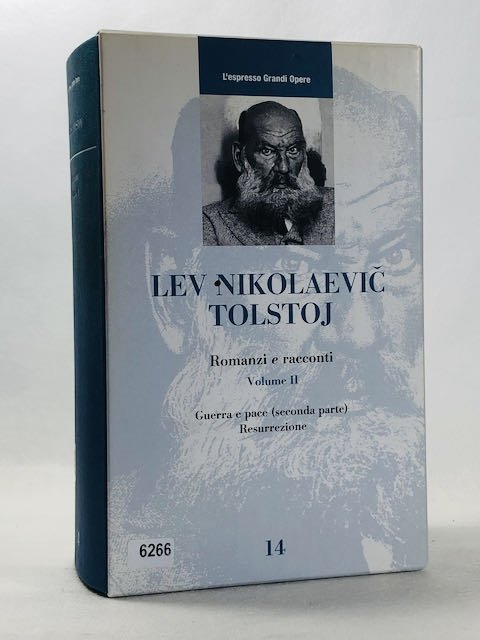 L'espresso Grandi Opere
LEV NIKOLAEVIČ
TOLSTOJ
Romanzi e racconti
Volume II
Guerra e pace (seconda parte)
Resurrezione
6266
14